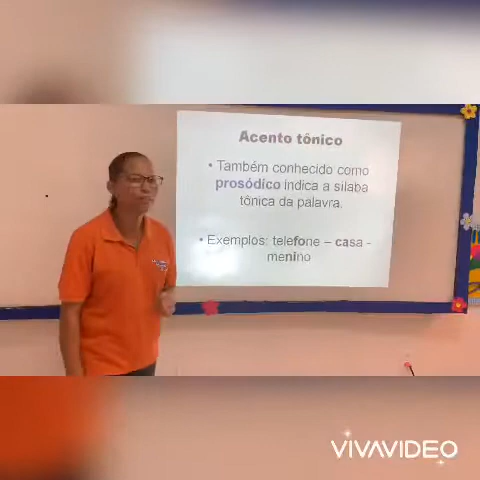 Acento tônico
• Também conhecido como
prosódico indica a sílaba
tônica da palavra.
• Exemplos: telefone – casa -
menino
VIVAVIDEO